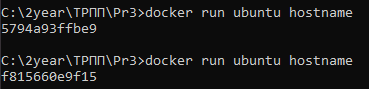 C:\2year\ТРПП\Pr3>docker run ubuntu hostname
5794a93ffbe9
C:\2year\ТРПП\Pr3>docker run ubuntu hostname
f815660e9f15